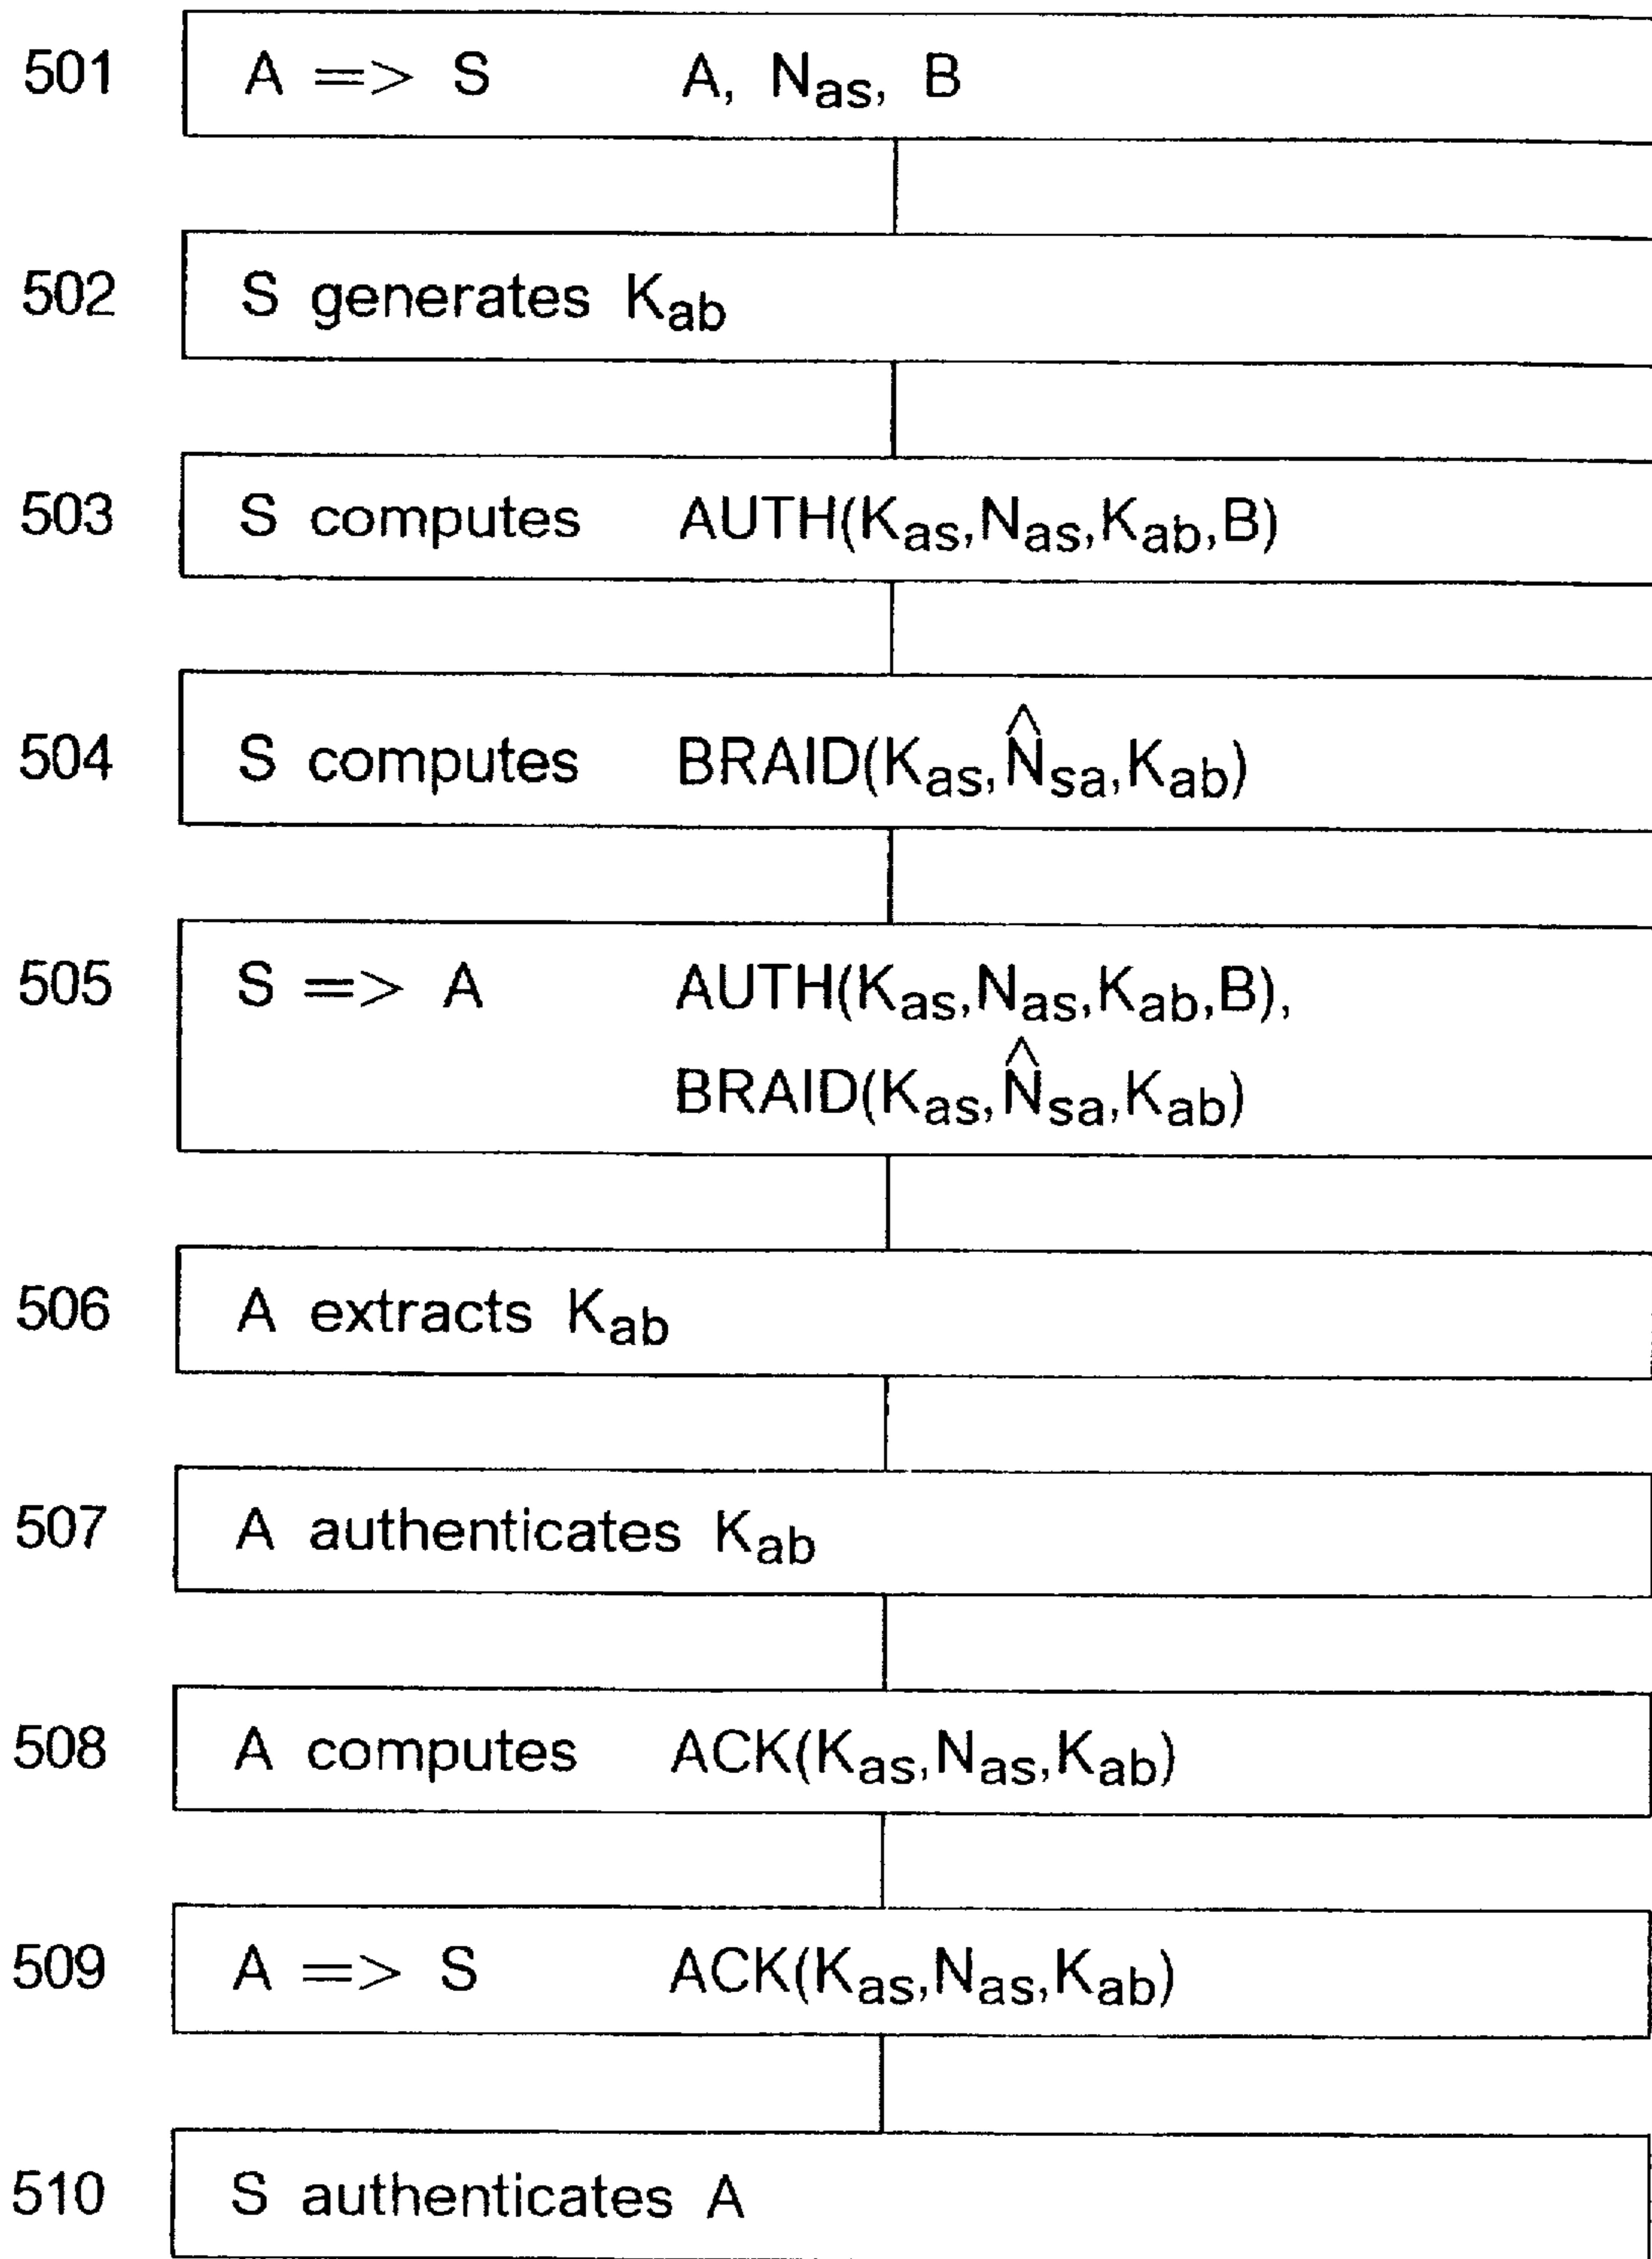 501 A => S A, Nas, B
502 S generates Kab
503 S computes AUTH(Kas,Nas,Kab,B)
504 S computes BRAID(Kas,N̂sa,Kab)
505 S => A AUTH(Kas,Nas,Kab,B),
BRAID(Kas,N̂sa,Kab)
506 A extracts Kab
507 A authenticates Kab
508 A computes ACK(Kas,Nas,Kab)
509 A => S ACK(Kas,Nas,Kab)
510 S authenticates A